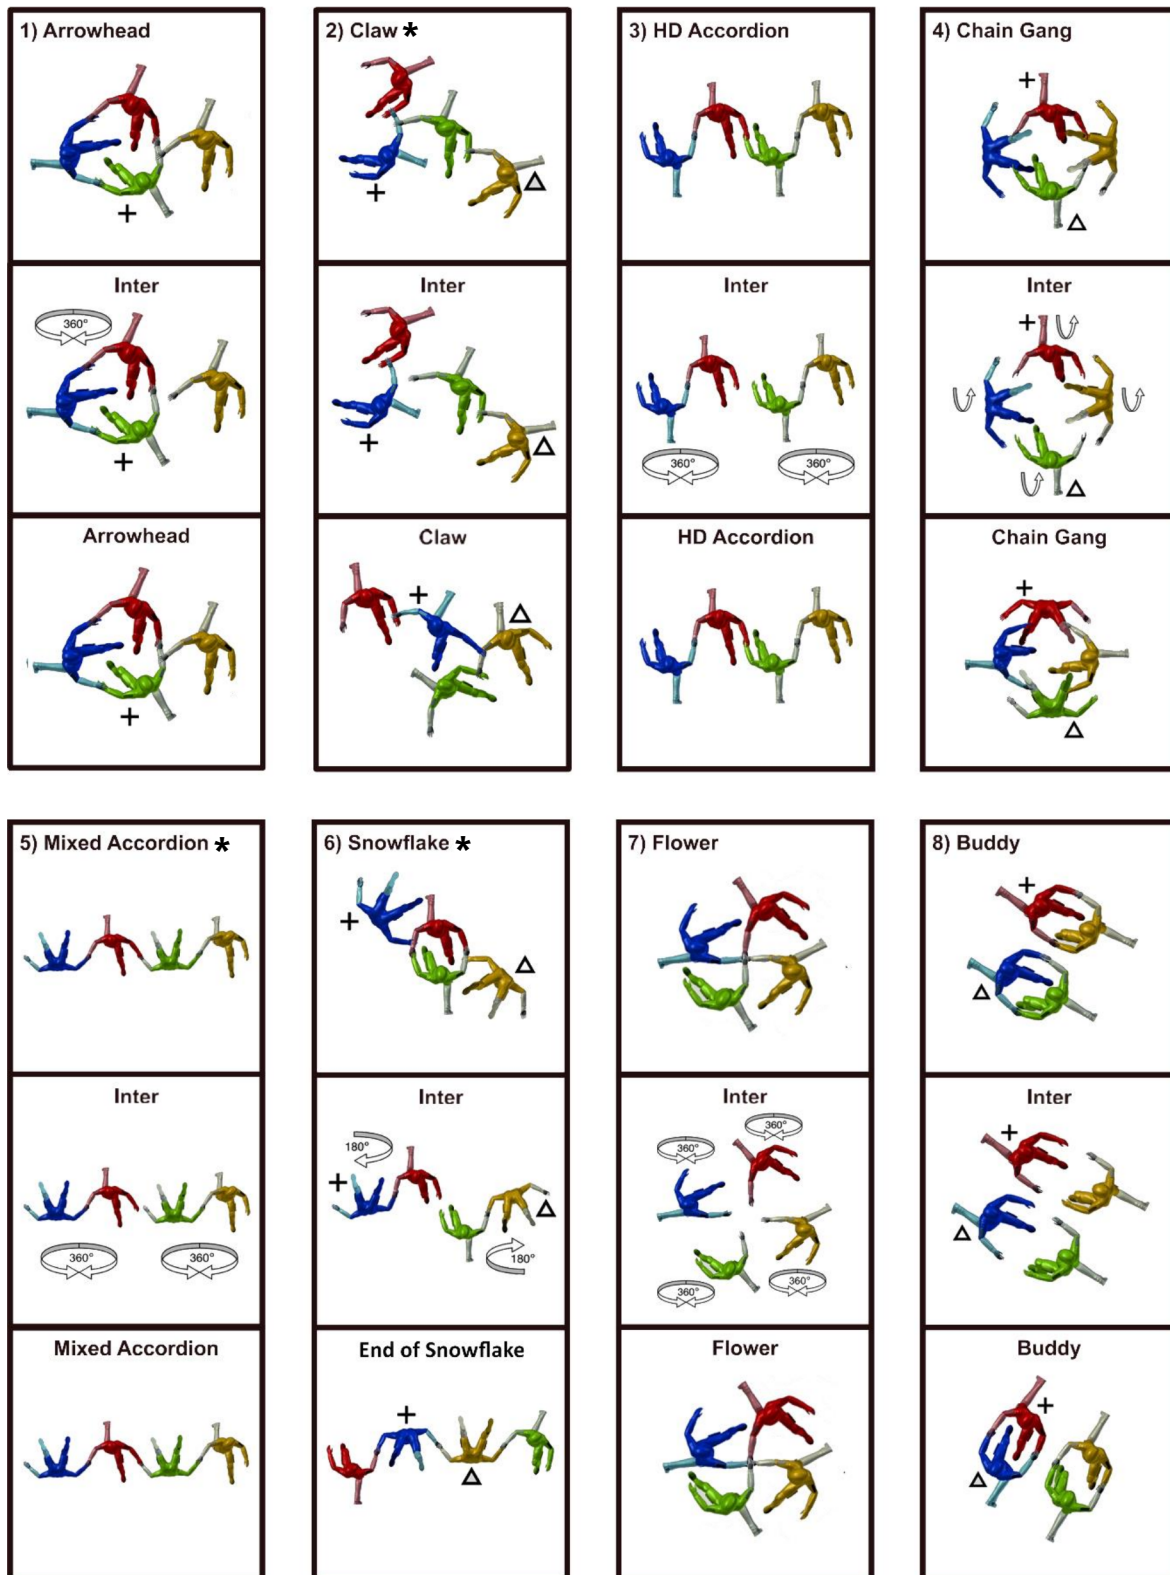 1) Arrowhead
Inter
360°
Arrowhead
2) Claw *
Inter
Claw
3) HD Accordion
Inter
360°
360°
HD Accordion
4) Chain Gang
Inter
Chain Gang
5) Mixed Accordion *
Inter
360°
360°
Mixed Accordion
6) Snowflake *
Inter
180°
180°
End of Snowflake
7) Flower
Inter
360°
360°
360°
360°
Flower
8) Buddy
Inter
Buddy